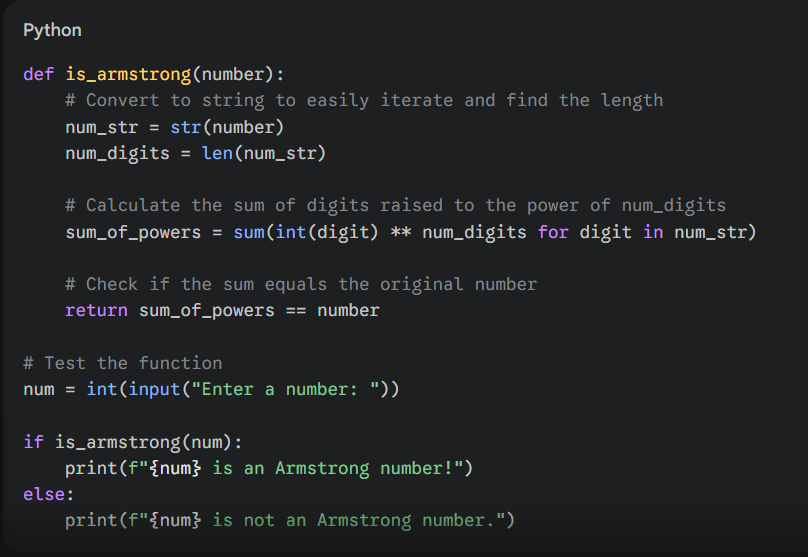 Python
def is_armstrong(number):
    # Convert to string to easily iterate and find the length
    num_str = str(number)
    num_digits = len(num_str)

    # Calculate the sum of digits raised to the power of num_digits
    sum_of_powers = sum(int(digit) ** num_digits for digit in num_str)

    # Check if the sum equals the original number
    return sum_of_powers == number

# Test the function
num = int(input("Enter a number: "))

if is_armstrong(num):
    print(f"{num} is an Armstrong number!")
else:
    print(f"{num} is not an Armstrong number.")